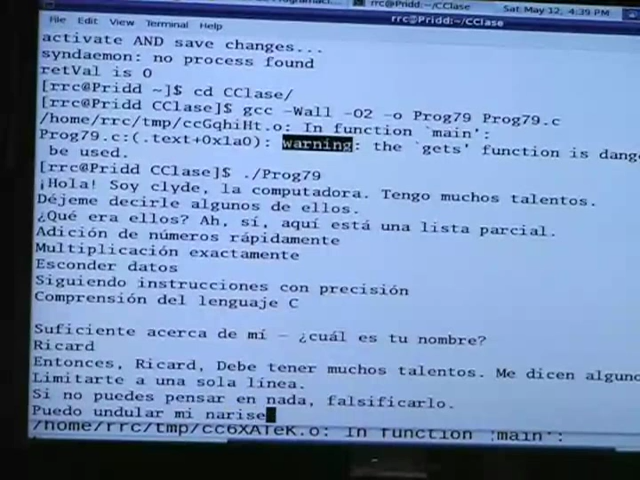 rrc@Pridd:~/CClase
Sat May 12, 4:39 PM
rrc@Pridd:~/CClase
File Edit View Terminal Help
activate AND save changes...
syndaemon: no process found
retVal is 0
[rrc@Pridd ~]$ cd CClase/
[rrc@Pridd CClase]$ gcc -Wall -O2 -o Prog79 Prog79.c
/home/rrc/tmp/ccGqhiHt.o: In function `main':
Prog79.c:(.text+0x1a0): warning: the `gets' function is dang
be used.
[rrc@Pridd CClase]$ ./Prog79
¡Hola! Soy clyde, la computadora. Tengo muchos talentos.
Déjeme decirle algunos de ellos.
¿Qué era ellos? Ah, sí, aquí está una lista parcial.
Adición de números rápidamente
Multiplicación exactamente
Esconder datos
Siguiendo instrucciones con precisión
Comprensión del lenguaje C
Suficiente acerca de mí - ¿cuál es tu nombre?
Ricard
Entonces, Ricard, Debe tener muchos talentos. Me dicen alguno
Limitarte a una sola línea.
Si no puedes pensar en nada, falsificarlo.
Puedo undular mi narise
/home/rrc/tmp/cc6XATeK.o: In function `main':